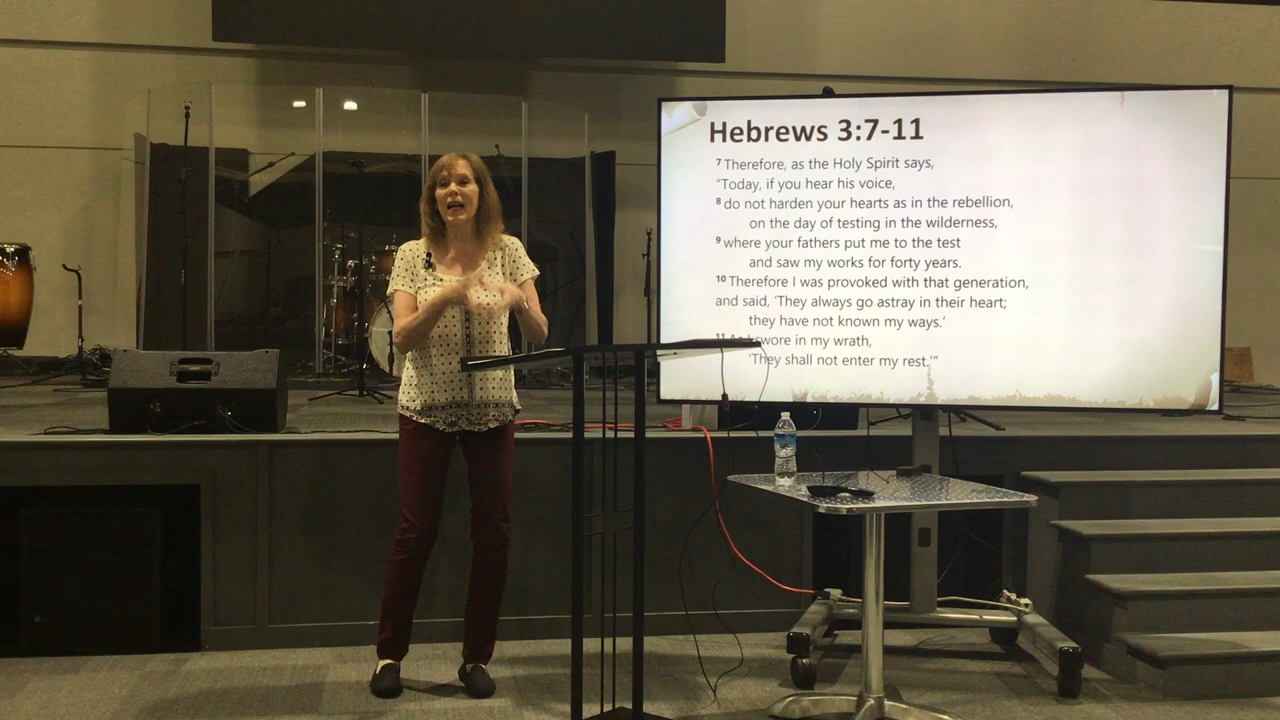 Hebrews 3:7-11
7 Therefore, as the Holy Spirit says,
"Today, if you hear his voice,
8 do not harden your hearts as in the rebellion,
on the day of testing in the wilderness,
9 where your fathers put me to the test
and saw my works for forty years.
10 Therefore I was provoked with that generation,
and said, 'They always go astray in their heart;
they have not known my ways.'
11 As I swore in my wrath,
'They shall not enter my rest.'"